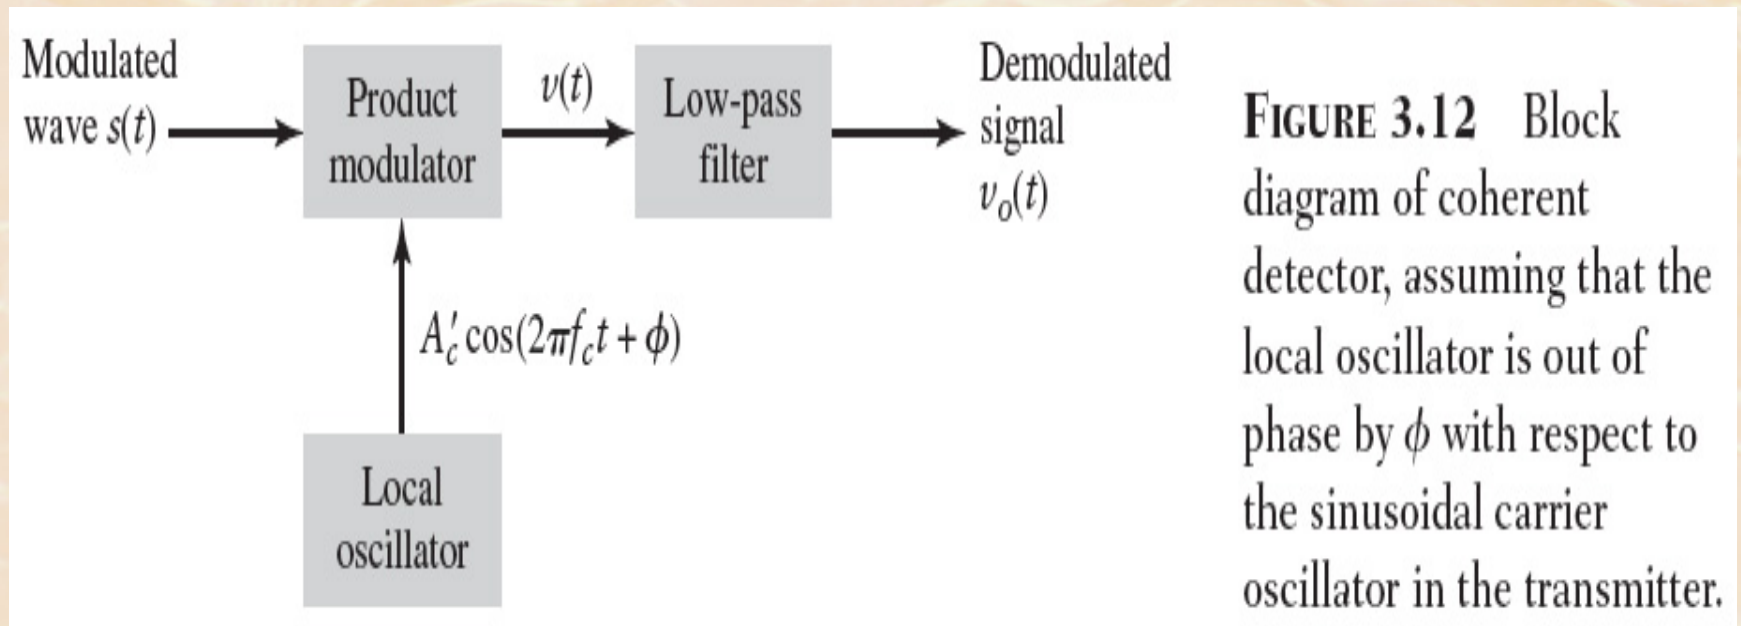 Modulated
wave s(t)
Product
modulator
v(t)
Low-pass
filter
Demodulated
signal
v_o(t)
A'_c cos(2πf_c t + ϕ)
Local
oscillator
FIGURE 3.12 Block
diagram of coherent
detector, assuming that the
local oscillator is out of
phase by ϕ with respect to
the sinusoidal carrier
oscillator in the transmitter.